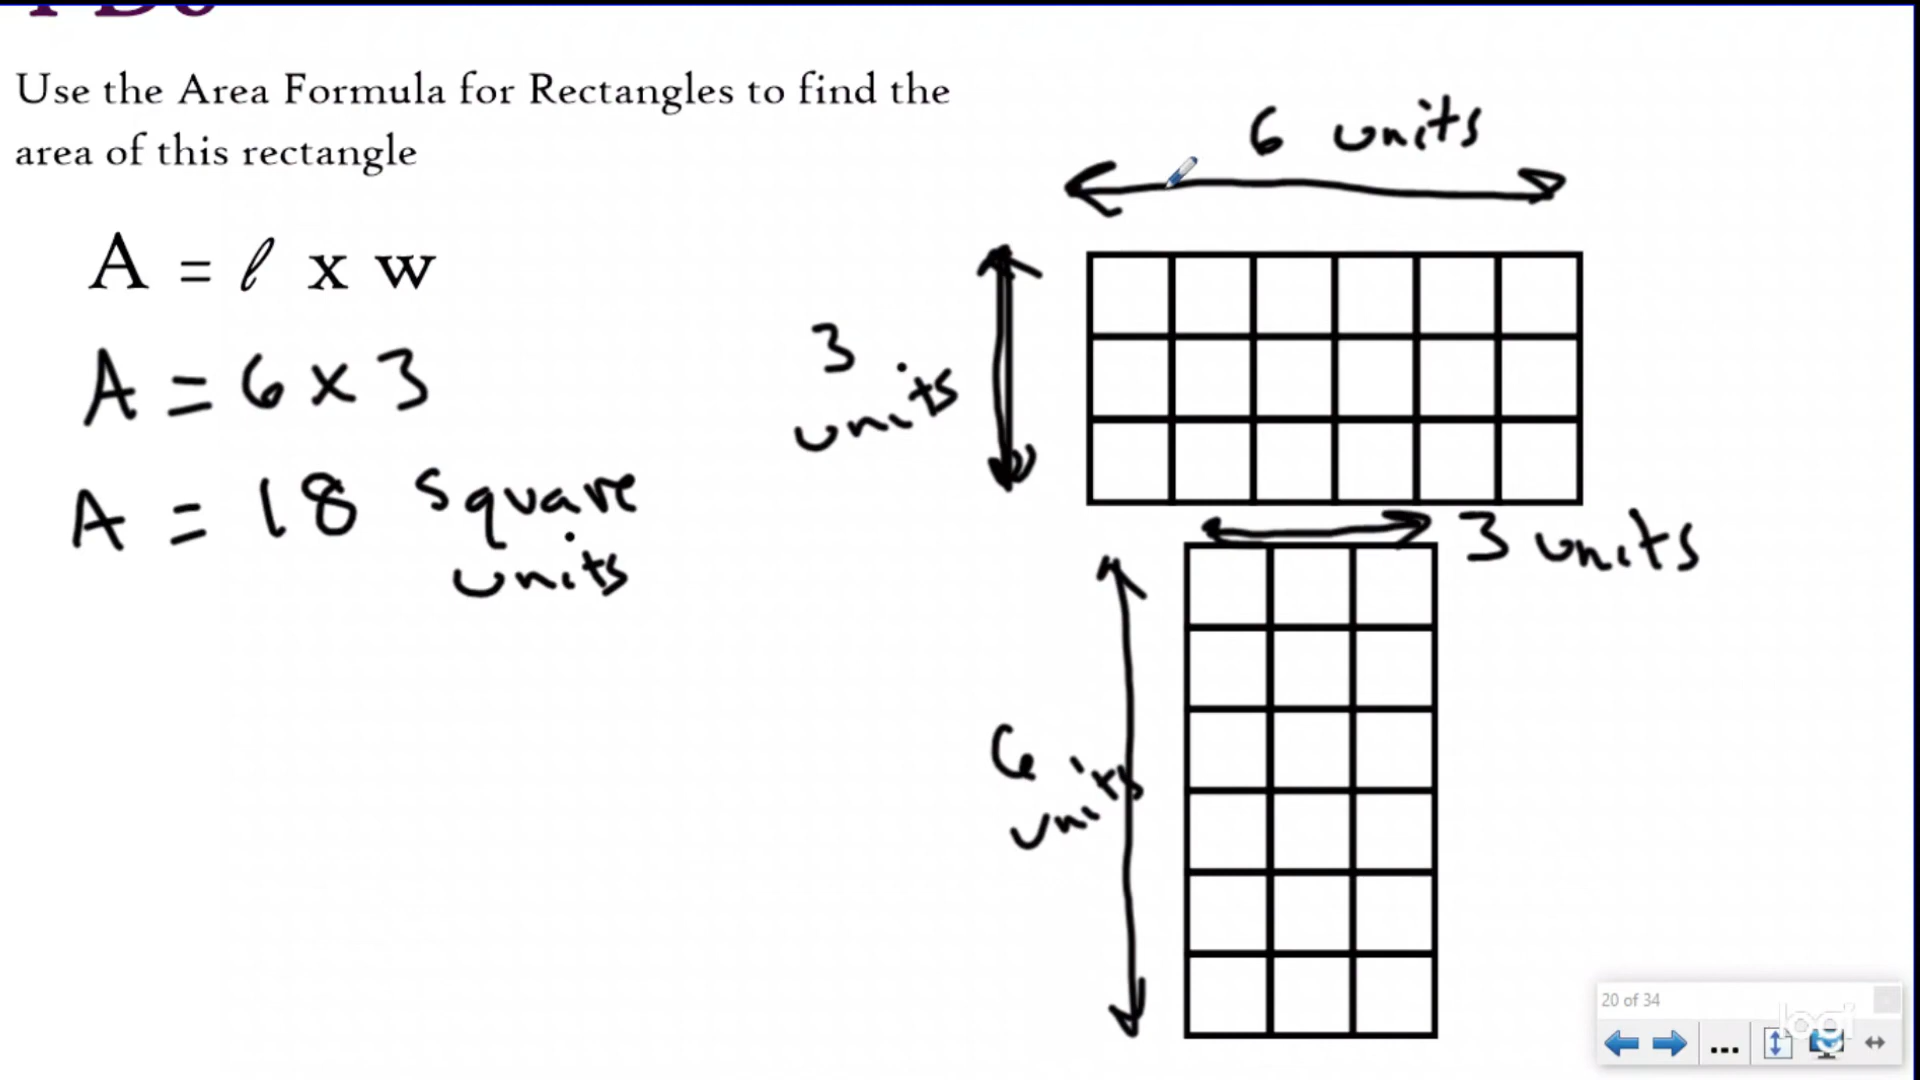 Use the Area Formula for Rectangles to find the
area of this rectangle
A = ℓ x w
A = 6 x 3
A = 18 square
units
6 units
3
units
3 units
6
units
20 of 34
logi